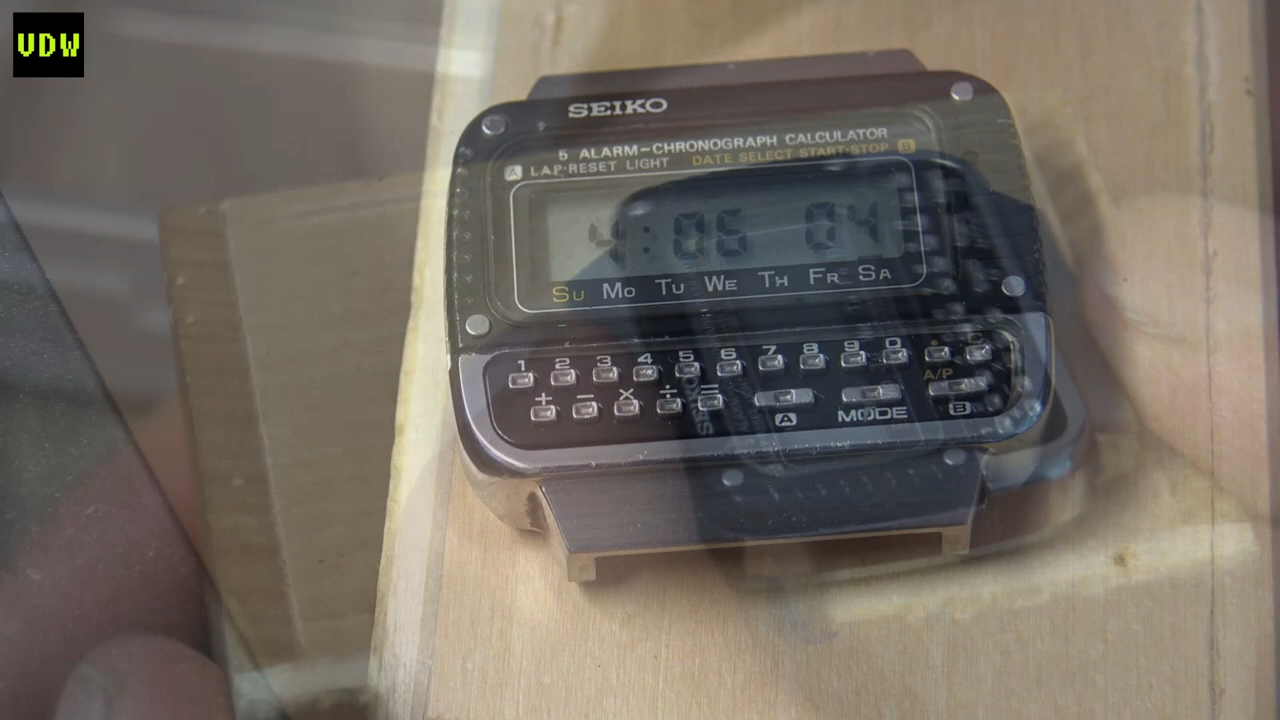 VDW
SEIKO
5 ALARM-CHRONOGRAPH CALCULATOR
A LAP·RESET LIGHT DATE SELECT START·STOP B
4:06 04
SU MO TU WE TH FR SA
1 2 3 4 5 6 7 8 9 0 · C
A/P
+ − × ÷ =
A MODE B
SEIKO